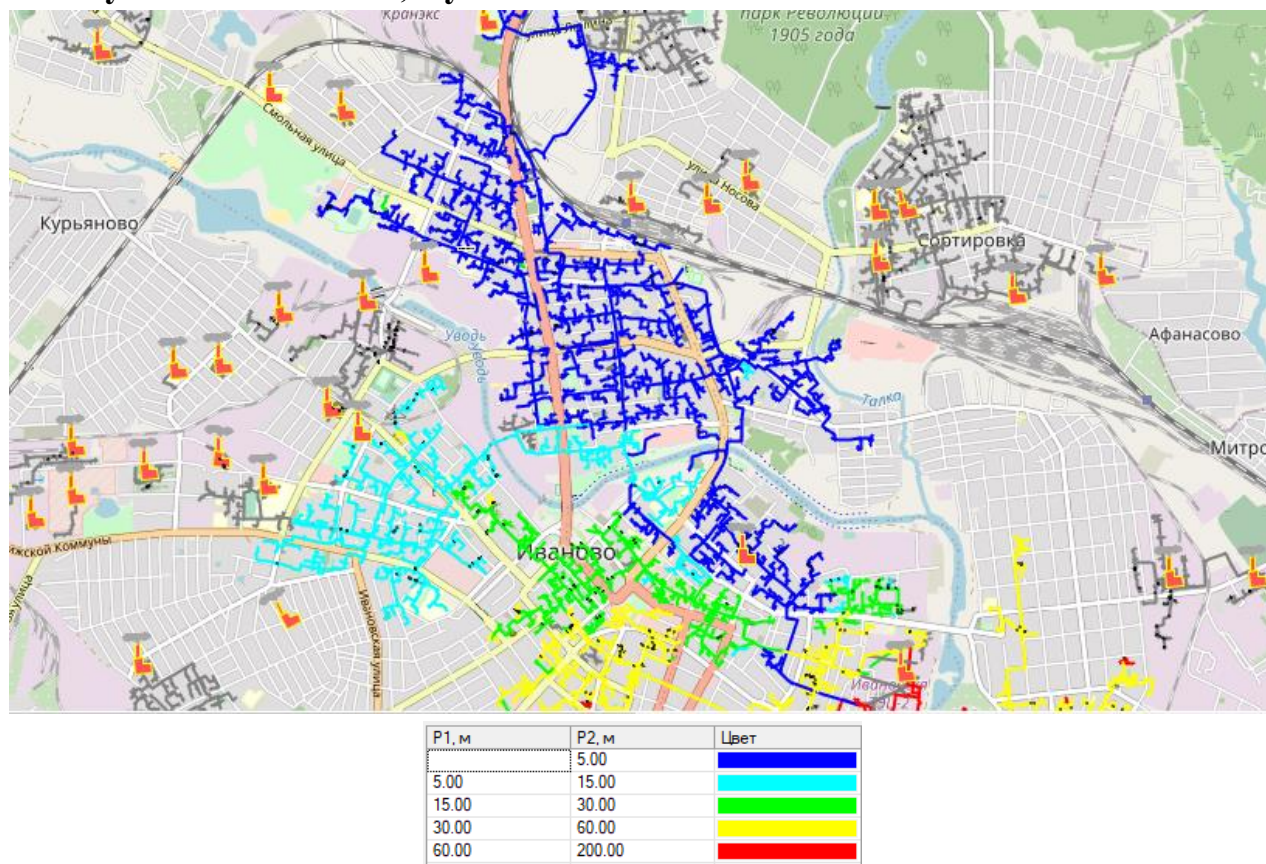 Кранэкс
парк Революции
1905 года
Смольная улица
улица Носова
Курьяново
Сортировка
Афанасово
Уводь
Уводь
Талка
Митро
Иваново
ижской Коммуны
Ивановская улица
P1, м P2, м Цвет
5.00
5.00 15.00
15.00 30.00
30.00 60.00
60.00 200.00